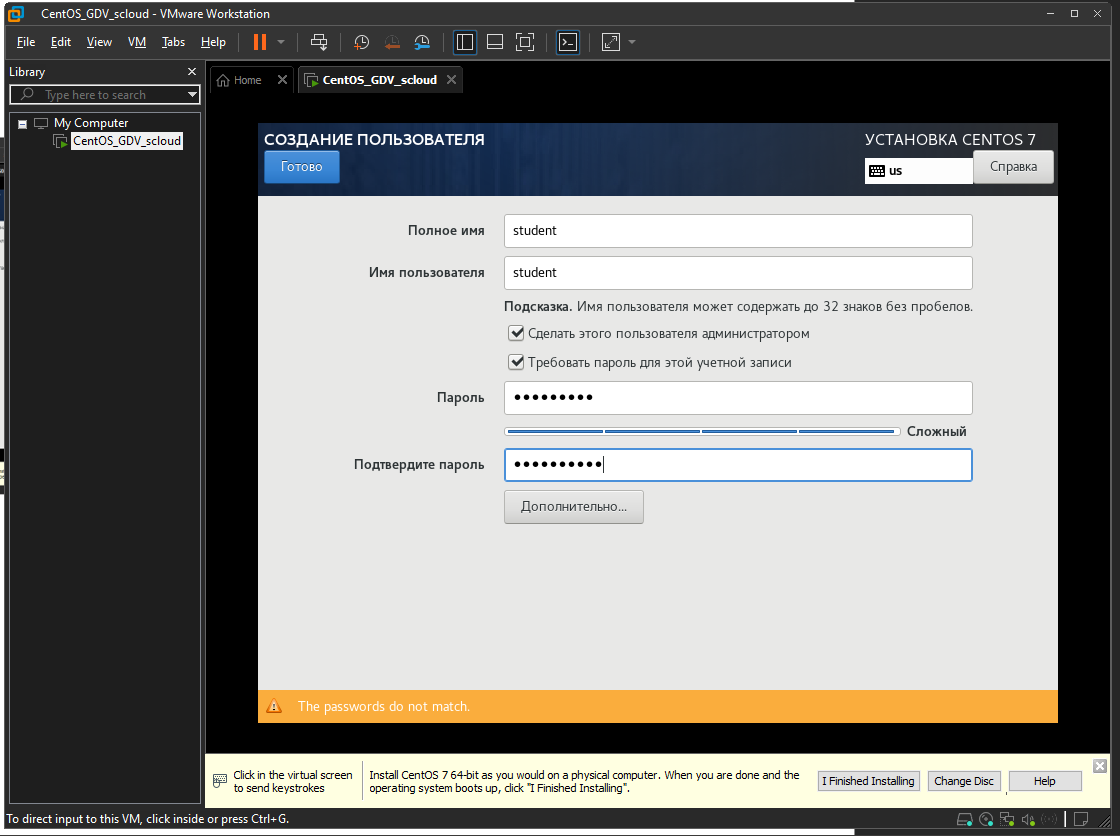 CentOS_GDV_scloud - VMware Workstation
File Edit View VM Tabs Help
Library
Type here to search
My Computer
CentOS_GDV_scloud
Home CentOS_GDV_scloud
СОЗДАНИЕ ПОЛЬЗОВАТЕЛЯ УСТАНОВКА CENTOS 7
Готово us Справка
Полное имя student
Имя пользователя student
Подсказка. Имя пользователя может содержать до 32 знаков без пробелов.
Сделать этого пользователя администратором
Требовать пароль для этой учетной записи
Пароль •••••••••
Сложный
Подтвердите пароль ••••••••••
Дополнительно...
The passwords do not match.
Click in the virtual screen
to send keystrokes
Install CentOS 7 64-bit as you would on a physical computer. When you are done and the
operating system boots up, click "I Finished Installing".
I Finished Installing Change Disc Help
To direct input to this VM, click inside or press Ctrl+G.